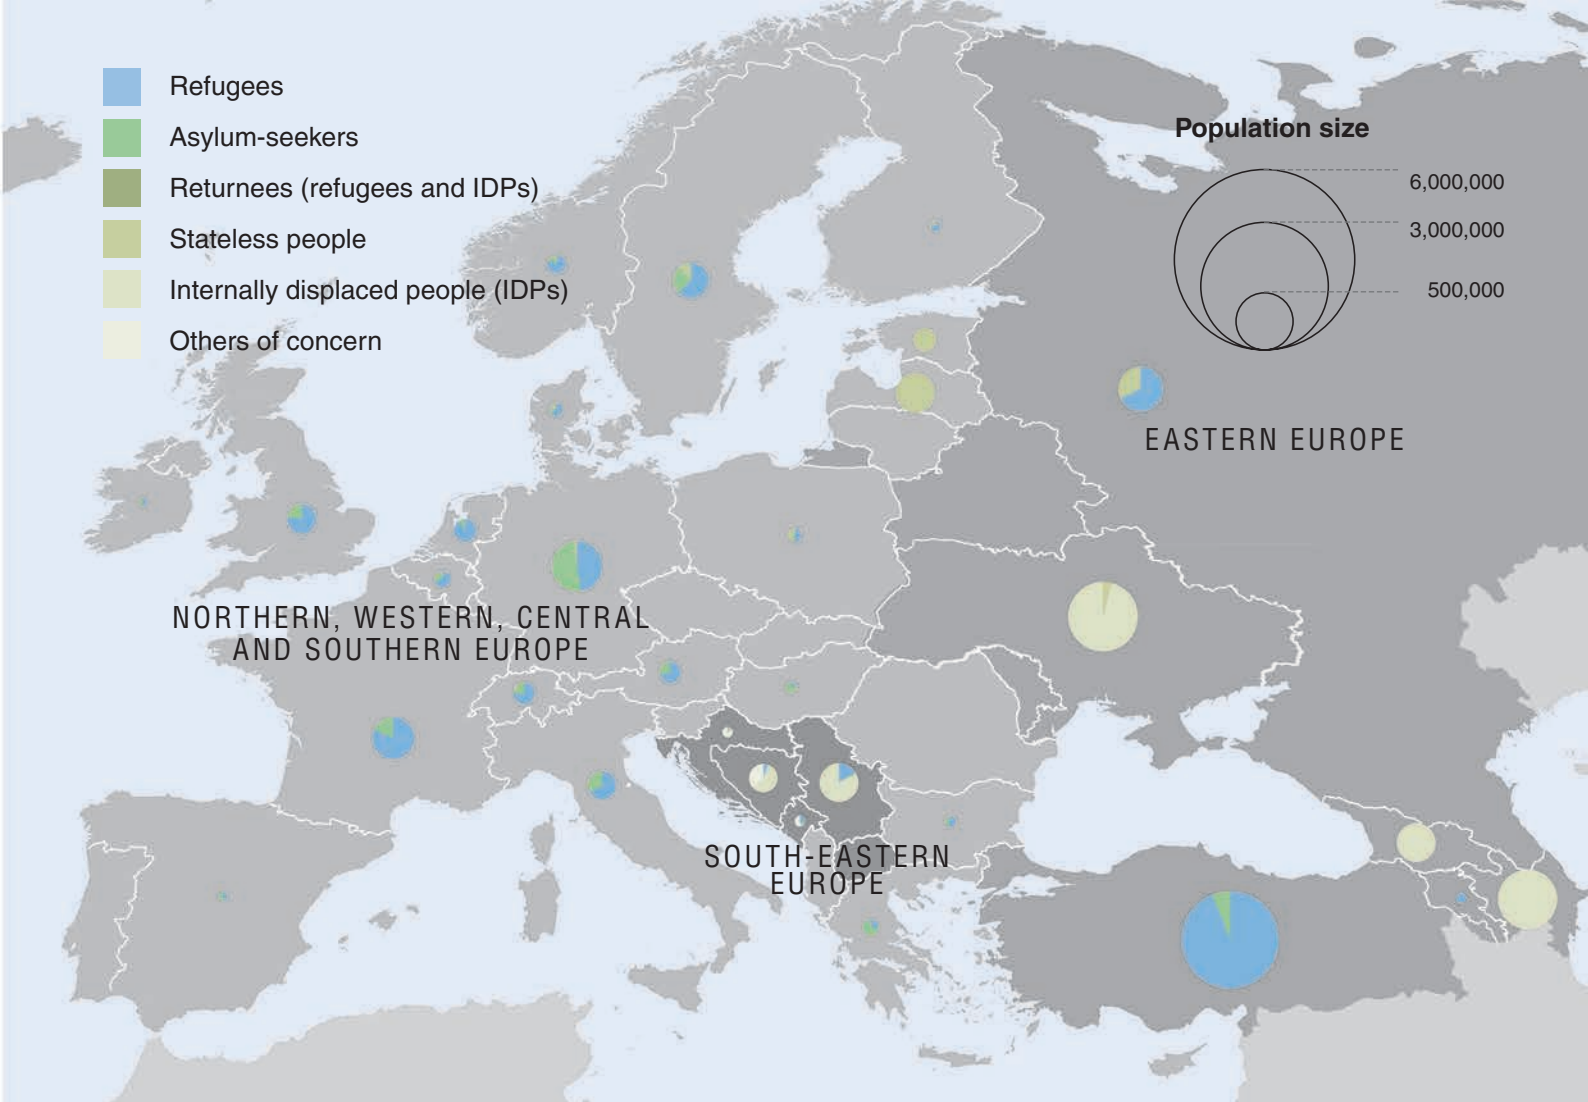 Refugees
Asylum-seekers
Returnees (refugees and IDPs)
Stateless people
Internally displaced people (IDPs)
Others of concern
Population size
6,000,000
3,000,000
500,000
EASTERN EUROPE
NORTHERN, WESTERN, CENTRAL
AND SOUTHERN EUROPE
SOUTH-EASTERN
EUROPE